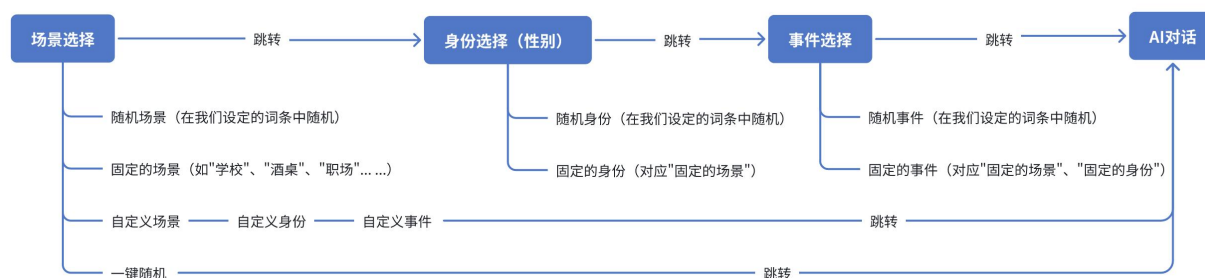 场景选择 跳转 身份选择（性别） 跳转 事件选择 跳转 AI对话
随机场景（在我们设定的词条中随机） 随机身份（在我们设定的词条中随机） 随机事件（在我们设定的词条中随机）
固定的场景（如"学校"、"酒桌"、"职场"... ...） 固定的身份（对应"固定的场景"） 固定的事件（对应"固定的场景"、"固定的身份"）
自定义场景 自定义身份 自定义事件 跳转
一键随机 跳转